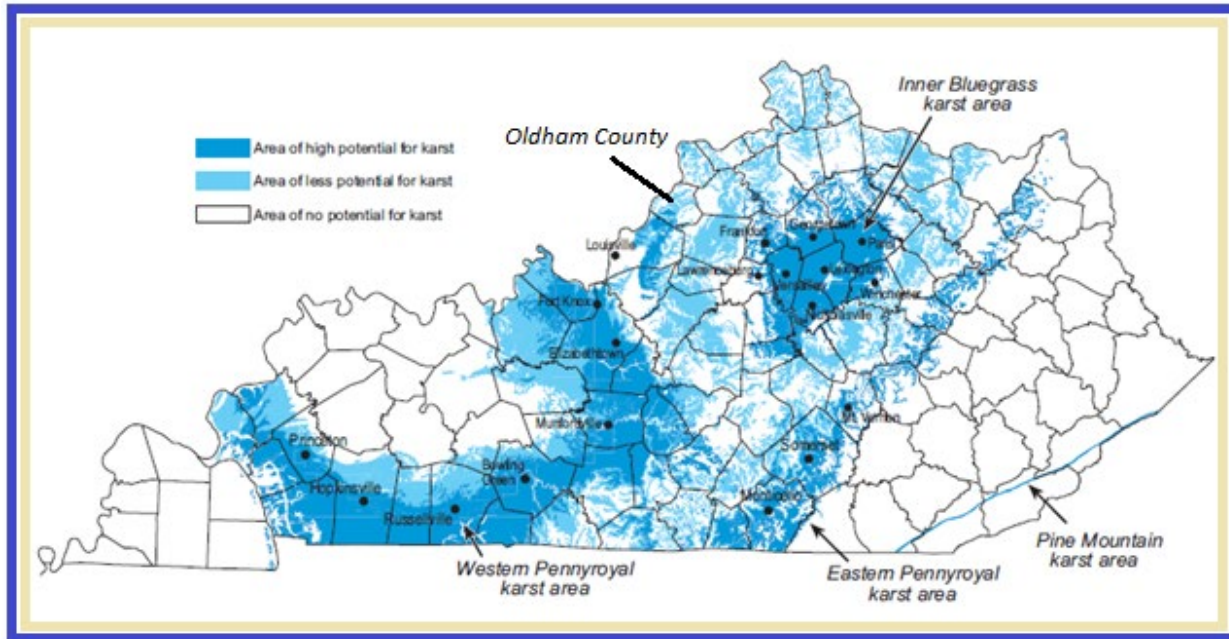 Inner Bluegrass
karst area
Oldham County
Area of high potential for karst
Area of less potential for karst
Area of no potential for karst
Georgetown
Frankfort
Paris
Louisville
Lawrenceburg
Lexington
Versailles
Winchester
Fort Knox
Nicholasville
Elizabethtown
Mt. Vernon
Munfordville
Princeton
Somerset
Bowling
Green
Hopkinsville
Monticello
Russellville
Pine Mountain
karst area
Western Pennyroyal
karst area
Eastern Pennyroyal
karst area